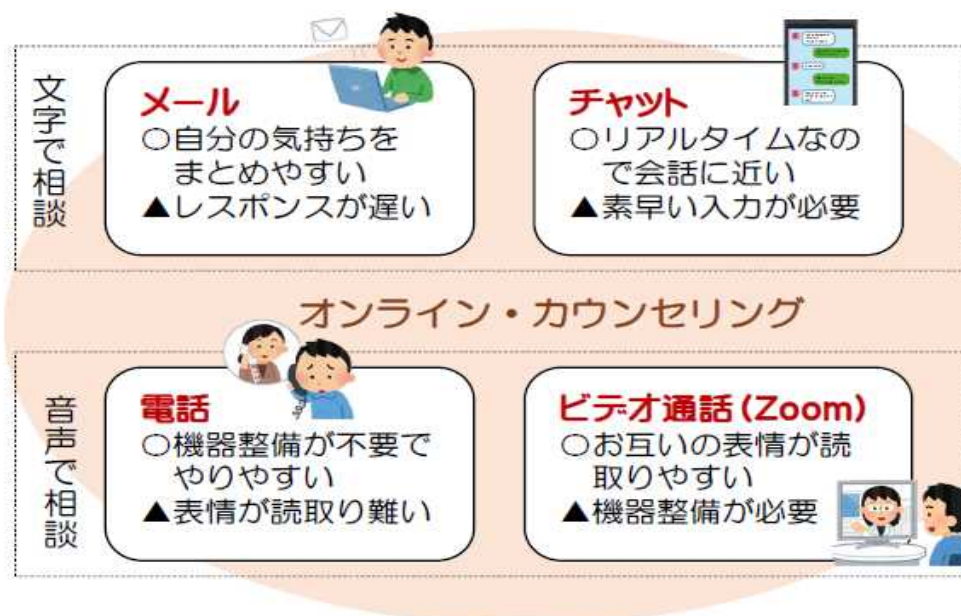 文字で相談
メール
○自分の気持ちを
まとめやすい
▲レスポンスが遅い
チャット
○リアルタイムなの
で会話に近い
▲素早い入力が必要
オンライン・カウンセリング
音声で相談
電話
○機器整備が不要で
やりやすい
▲表情が読取り難い
ビデオ通話(Zoom)
○お互いの表情が読
取りやすい
▲機器整備が必要